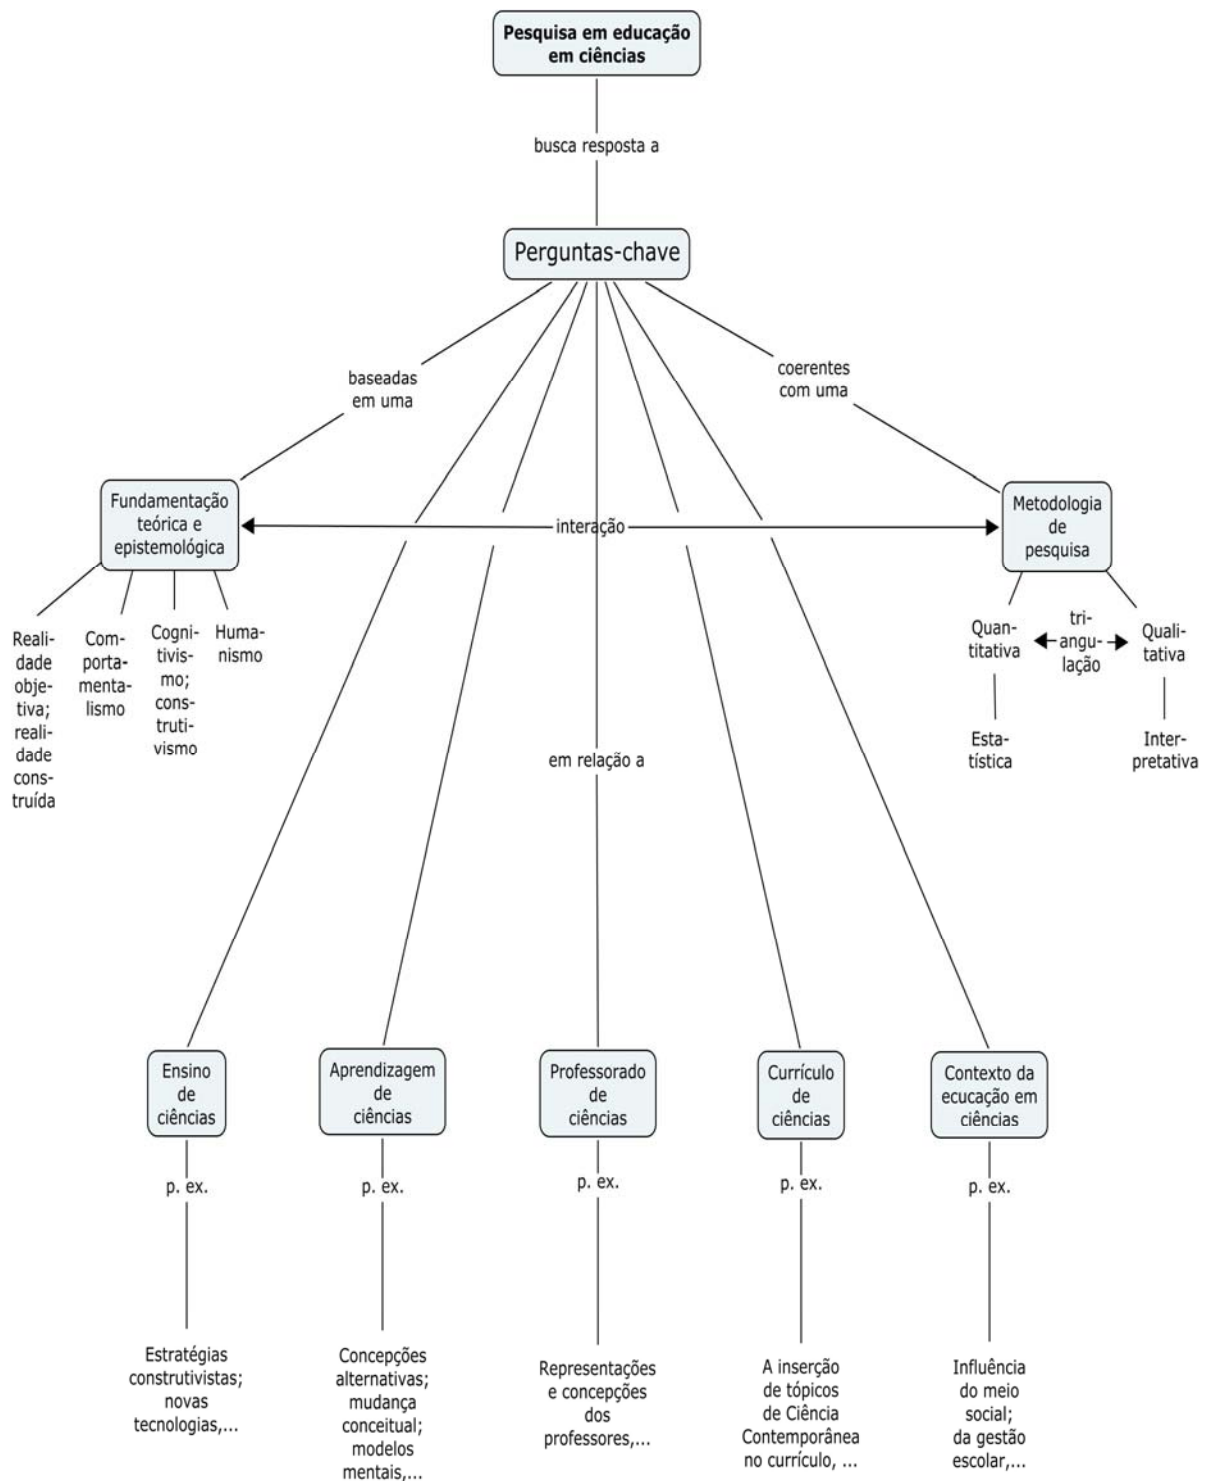 Pesquisa em educação
em ciências
busca resposta a
Perguntas-chave
baseadas
em uma
coerentes
com uma
Fundamentação
teórica e
epistemológica
interação
Metodologia
de
pesquisa
Reali-
dade
obje-
tiva;
reali-
dade
cons-
truída
Com-
porta-
menta-
lismo
Cogni-
tivis-
mo;
cons-
truti-
vismo
Huma-
nismo
Quan-
titativa
tri-
angu-
lação
Quali-
tativa
Esta-
tística
Inter-
pretativa
em relação a
Ensino
de
ciências
Aprendizagem
de
ciências
Professorado
de
ciências
Currículo
de
ciências
Contexto da
ecucação em
ciências
p. ex.
p. ex.
p. ex.
p. ex.
p. ex.
Estratégias
construtivistas;
novas
tecnologias,...
Concepções
alternativas;
mudança
conceitual;
modelos
mentais,...
Representações
e concepções
dos
professores,...
A inserção
de tópicos
de Ciência
Contemporânea
no currículo, ...
Influência
do meio
social;
da gestão
escolar,...